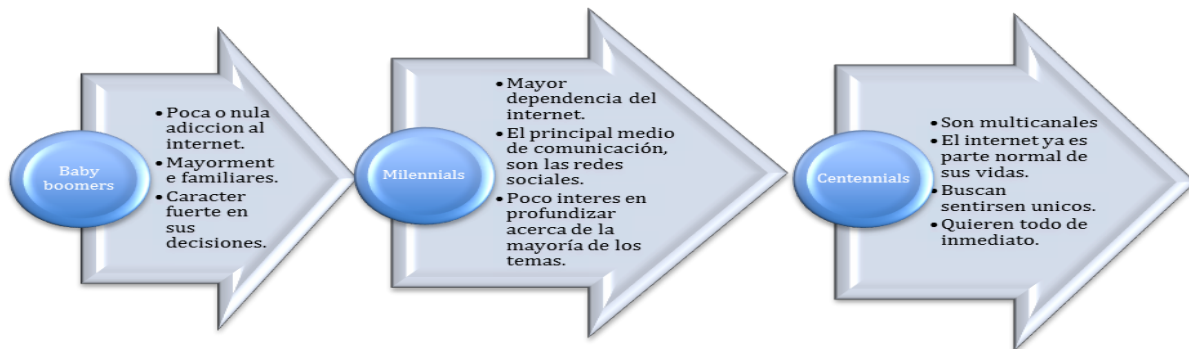 Baby
boomers
• Poca o nula
adiccion al
internet.
• Mayorment
e familiares.
• Caracter
fuerte en
sus
decisiones.
Milennials
• Mayor
dependencia del
internet.
• El principal medio
de comunicación,
son las redes
sociales.
• Poco interes en
profundizar
acerca de la
mayoría de los
temas.
Centennials
• Son multicanales
• El internet ya es
parte normal de
sus vidas.
• Buscan
sentirsen unicos.
• Quieren todo de
inmediato.